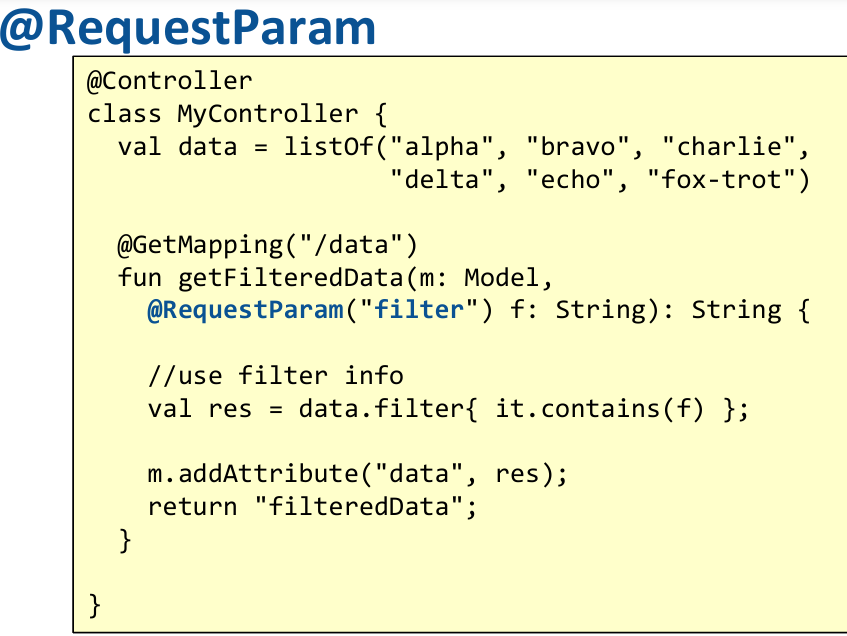 @RequestParam
@Controller
class MyController {
  val data = listOf("alpha", "bravo", "charlie",
                    "delta", "echo", "fox-trot")
  @GetMapping("/data")
  fun getFilteredData(m: Model,
    @RequestParam("filter") f: String): String {
    //use filter info
    val res = data.filter{ it.contains(f) };
    m.addAttribute("data", res);
    return "filteredData";
  }
}